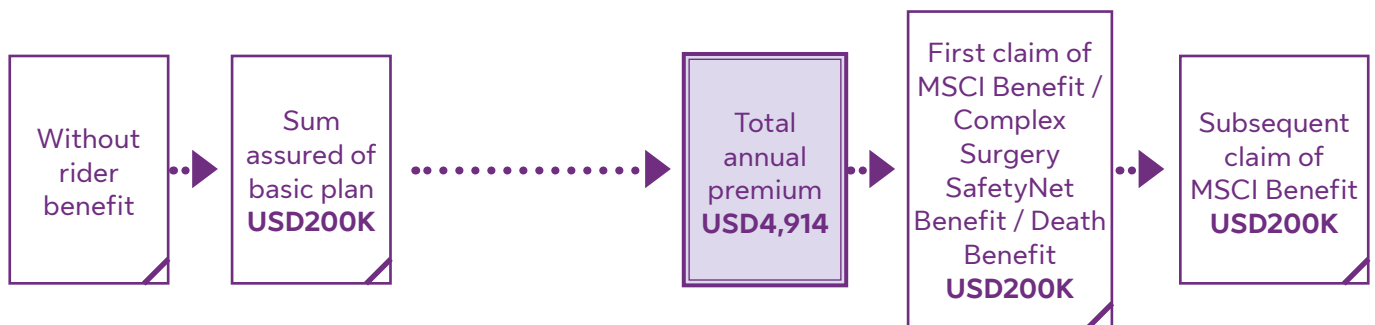 Without
rider
benefit
Sum
assured of
basic plan
USD200K
Total
annual
premium
USD4,914
First claim of
MSCI Benefit /
Complex
Surgery
SafetyNet
Benefit / Death
Benefit
USD200K
Subsequent
claim of
MSCI Benefit
USD200K